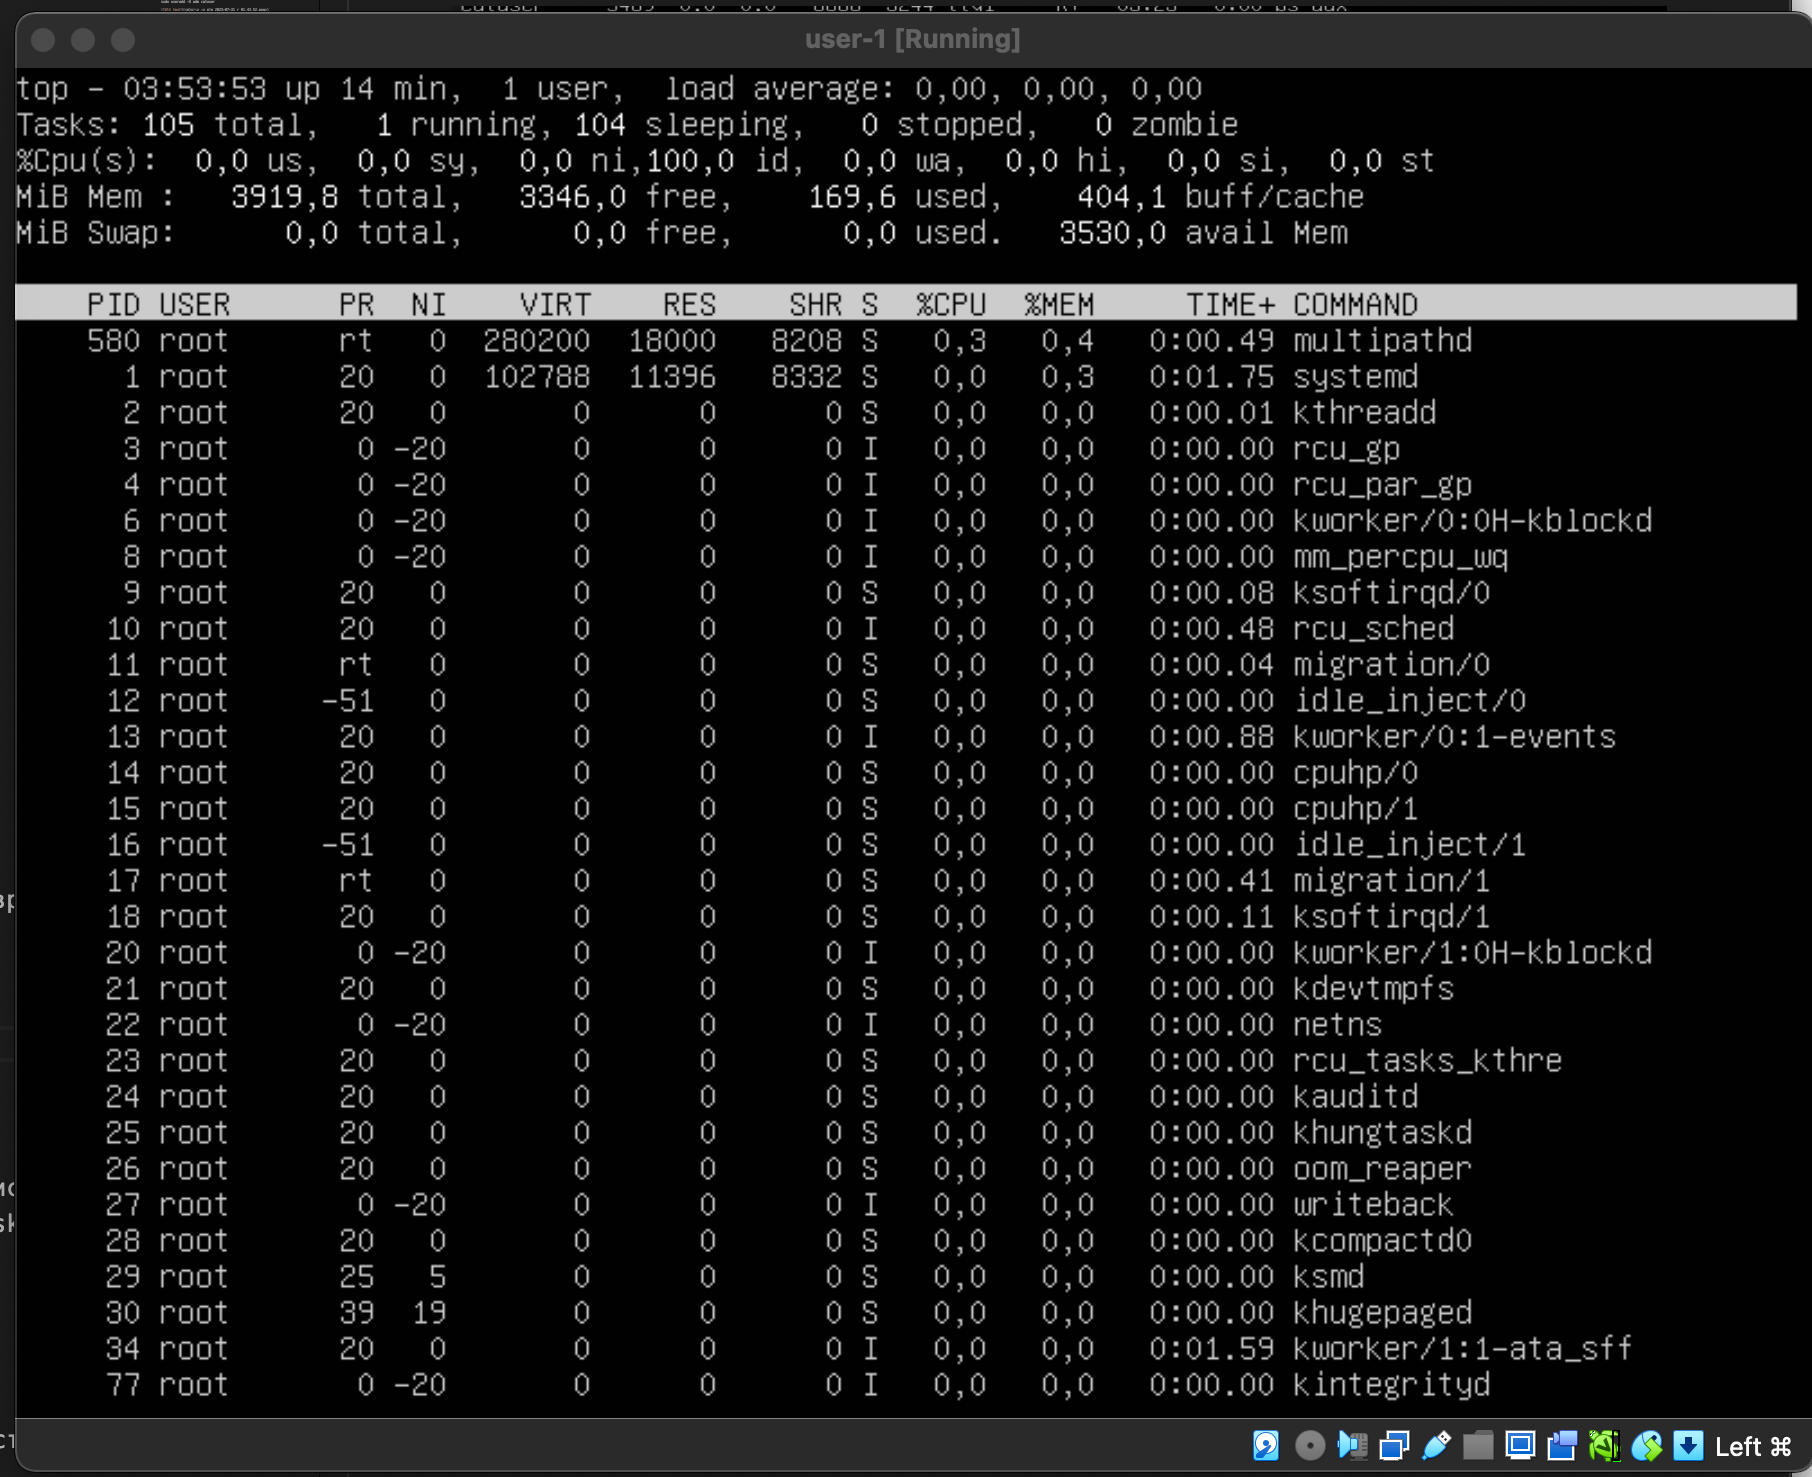 user-1 [Running]
top - 03:53:53 up 14 min,  1 user,  load average: 0,00, 0,00, 0,00
Tasks: 105 total,   1 running, 104 sleeping,   0 stopped,   0 zombie
%Cpu(s):  0,0 us,  0,0 sy,  0,0 ni,100,0 id,  0,0 wa,  0,0 hi,  0,0 si,  0,0 st
MiB Mem :   3919,8 total,   3346,0 free,    169,6 used,    404,1 buff/cache
MiB Swap:      0,0 total,      0,0 free,      0,0 used.   3530,0 avail Mem
PID USER      PR  NI    VIRT    RES    SHR S  %CPU  %MEM     TIME+ COMMAND
580 root      rt   0  280200  18000   8208 S   0,3   0,4   0:00.49 multipathd
1 root      20   0  102788  11396   8332 S   0,0   0,3   0:01.75 systemd
2 root      20   0       0      0      0 S   0,0   0,0   0:00.01 kthreadd
3 root       0 -20       0      0      0 I   0,0   0,0   0:00.00 rcu_gp
4 root       0 -20       0      0      0 I   0,0   0,0   0:00.00 rcu_par_gp
6 root       0 -20       0      0      0 I   0,0   0,0   0:00.00 kworker/0:0H-kblockd
8 root       0 -20       0      0      0 I   0,0   0,0   0:00.00 mm_percpu_wq
9 root      20   0       0      0      0 S   0,0   0,0   0:00.08 ksoftirqd/0
10 root      20   0       0      0      0 I   0,0   0,0   0:00.48 rcu_sched
11 root      rt   0       0      0      0 S   0,0   0,0   0:00.04 migration/0
12 root     -51   0       0      0      0 S   0,0   0,0   0:00.00 idle_inject/0
13 root      20   0       0      0      0 I   0,0   0,0   0:00.88 kworker/0:1-events
14 root      20   0       0      0      0 S   0,0   0,0   0:00.00 cpuhp/0
15 root      20   0       0      0      0 S   0,0   0,0   0:00.00 cpuhp/1
16 root     -51   0       0      0      0 S   0,0   0,0   0:00.00 idle_inject/1
17 root      rt   0       0      0      0 S   0,0   0,0   0:00.41 migration/1
18 root      20   0       0      0      0 S   0,0   0,0   0:00.11 ksoftirqd/1
20 root       0 -20       0      0      0 I   0,0   0,0   0:00.00 kworker/1:0H-kblockd
21 root      20   0       0      0      0 S   0,0   0,0   0:00.00 kdevtmpfs
22 root       0 -20       0      0      0 I   0,0   0,0   0:00.00 netns
23 root      20   0       0      0      0 S   0,0   0,0   0:00.00 rcu_tasks_kthre
24 root      20   0       0      0      0 S   0,0   0,0   0:00.00 kauditd
25 root      20   0       0      0      0 S   0,0   0,0   0:00.00 khungtaskd
26 root      20   0       0      0      0 S   0,0   0,0   0:00.00 oom_reaper
27 root       0 -20       0      0      0 I   0,0   0,0   0:00.00 writeback
28 root      20   0       0      0      0 S   0,0   0,0   0:00.00 kcompactd0
29 root      25   5       0      0      0 S   0,0   0,0   0:00.00 ksmd
30 root      39  19       0      0      0 S   0,0   0,0   0:00.00 khugepaged
34 root      20   0       0      0      0 I   0,0   0,0   0:01.59 kworker/1:1-ata_sff
77 root       0 -20       0      0      0 I   0,0   0,0   0:00.00 kintegrityd
Left ⌘